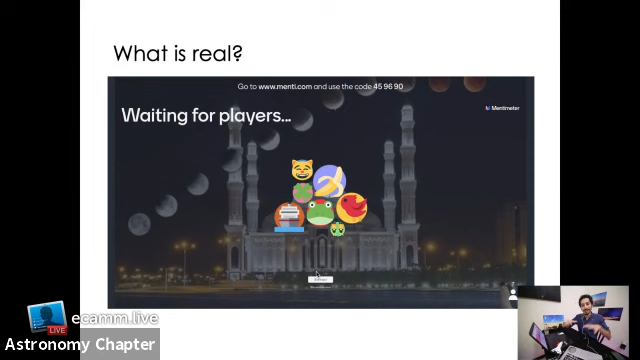 What is real?
Go to www.menti.com and use the code 45 96 90
Mentimeter
Waiting for players...
ecamm.live
LIVE
Astronomy Chapter